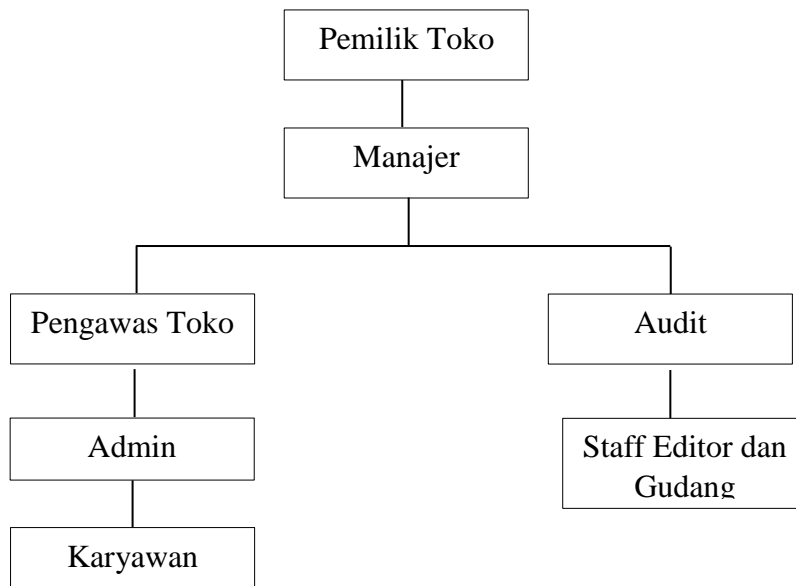 Pemilik Toko
Manajer
Pengawas Toko
Audit
Admin
Staff Editor dan
Gudang
Karyawan